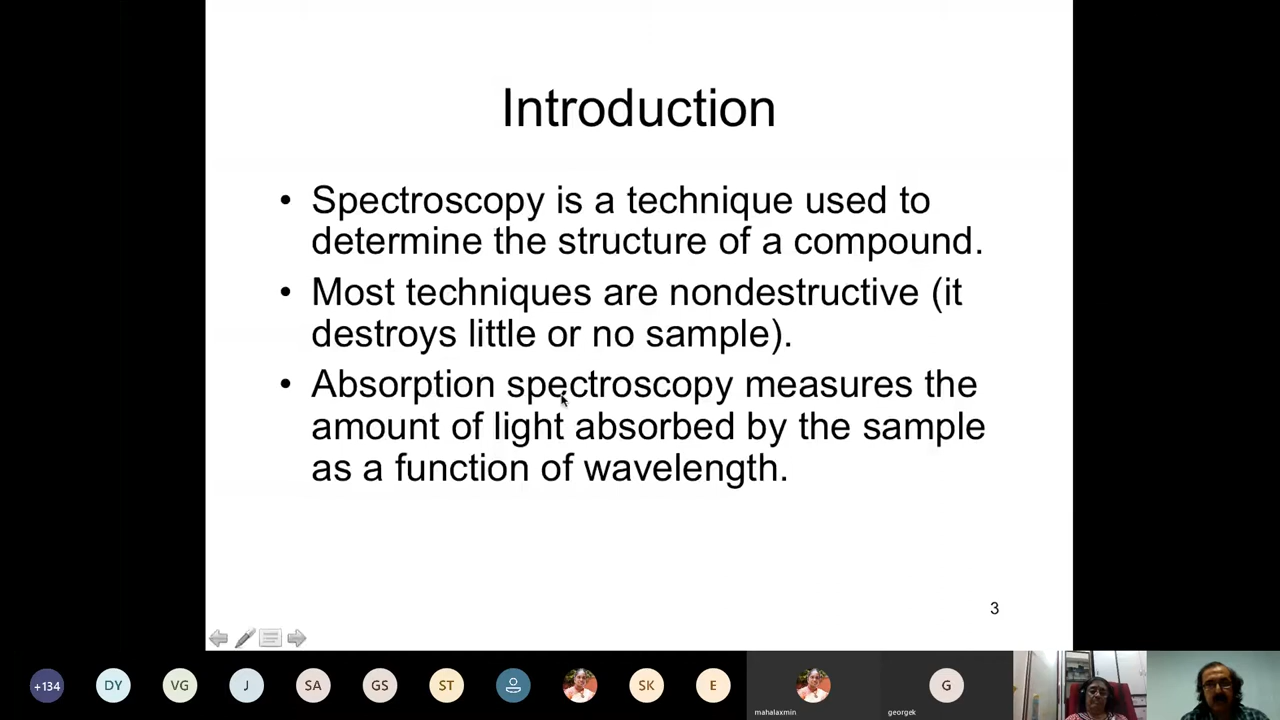 Introduction
• Spectroscopy is a technique used to
determine the structure of a compound.
• Most techniques are nondestructive (it
destroys little or no sample).
• Absorption spectroscopy measures the
amount of light absorbed by the sample
as a function of wavelength.
3
+134
DY
VG
J
SA
GS
ST
SK
E
G
mahalaxmin
georgek